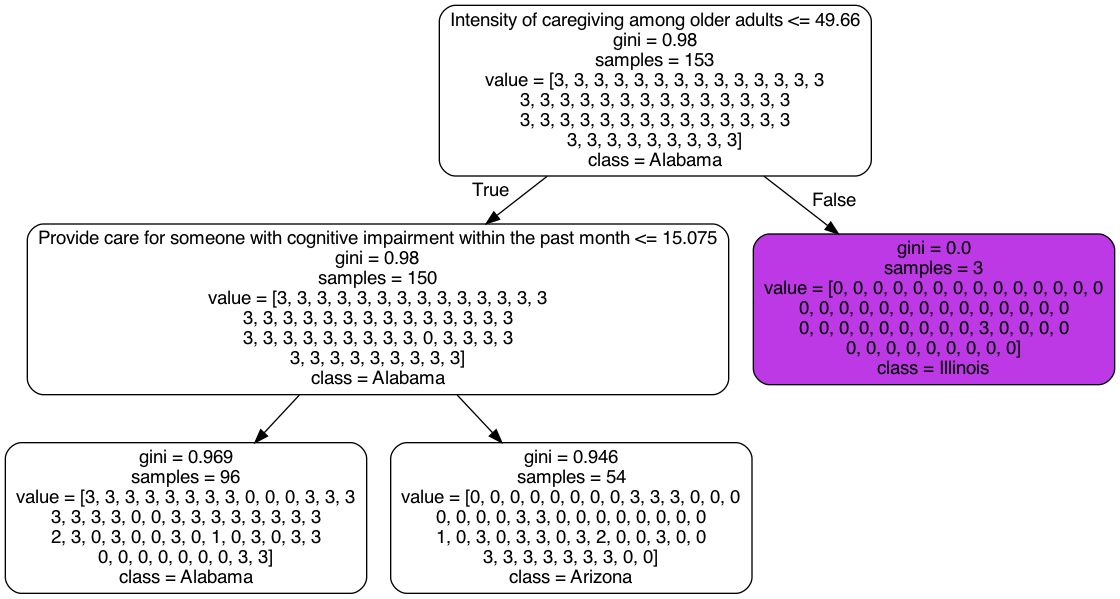 Intensity of caregiving among older adults <= 49.66
gini = 0.98
samples = 153
value = [3, 3, 3, 3, 3, 3, 3, 3, 3, 3, 3, 3, 3, 3
3, 3, 3, 3, 3, 3, 3, 3, 3, 3, 3, 3, 3, 3
3, 3, 3, 3, 3, 3, 3, 3, 3, 3, 3, 3, 3, 3
3, 3, 3, 3, 3, 3, 3, 3, 3]
class = Alabama
True
False
Provide care for someone with cognitive impairment within the past month <= 15.075
gini = 0.98
samples = 150
value = [3, 3, 3, 3, 3, 3, 3, 3, 3, 3, 3, 3, 3, 3
3, 3, 3, 3, 3, 3, 3, 3, 3, 3, 3, 3, 3, 3
3, 3, 3, 3, 3, 3, 3, 3, 3, 0, 3, 3, 3, 3
3, 3, 3, 3, 3, 3, 3, 3, 3]
class = Alabama
gini = 0.0
samples = 3
value = [0, 0, 0, 0, 0, 0, 0, 0, 0, 0, 0, 0, 0, 0
0, 0, 0, 0, 0, 0, 0, 0, 0, 0, 0, 0, 0, 0
0, 0, 0, 0, 0, 0, 0, 0, 0, 3, 0, 0, 0, 0
0, 0, 0, 0, 0, 0, 0, 0, 0]
class = Illinois
gini = 0.969
samples = 96
value = [3, 3, 3, 3, 3, 3, 3, 3, 0, 0, 0, 3, 3, 3
3, 3, 3, 3, 0, 0, 3, 3, 3, 3, 3, 3, 3, 3
2, 3, 0, 3, 0, 0, 3, 0, 1, 0, 3, 0, 3, 3
0, 0, 0, 0, 0, 0, 0, 3, 3]
class = Alabama
gini = 0.946
samples = 54
value = [0, 0, 0, 0, 0, 0, 0, 0, 3, 3, 3, 0, 0, 0
0, 0, 0, 0, 3, 3, 0, 0, 0, 0, 0, 0, 0, 0
1, 0, 3, 0, 3, 3, 0, 3, 2, 0, 0, 3, 0, 0
3, 3, 3, 3, 3, 3, 3, 0, 0]
class = Arizona